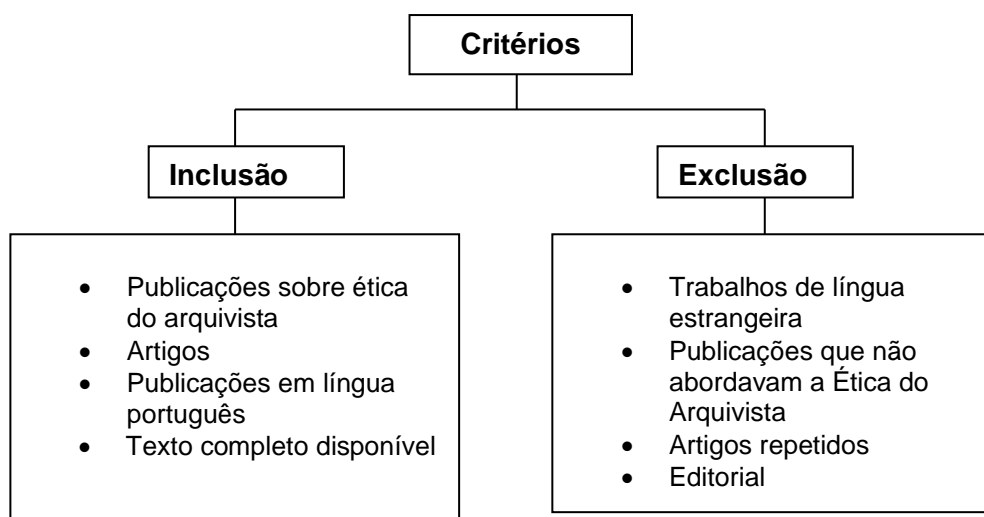 Critérios
Inclusão
• Publicações sobre ética
do arquivista
• Artigos
• Publicações em língua
português
• Texto completo disponível
Exclusão
• Trabalhos de língua
estrangeira
• Publicações que não
abordavam a Ética do
Arquivista
• Artigos repetidos
• Editorial